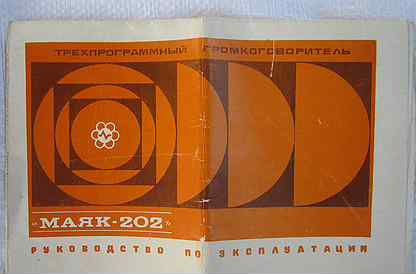 ТРЕХПРОГРАММНЫЙ ГРОМКОГОВОРИТЕЛЬ
"МАЯК-202"
РУКОВОДСТВО ПО ЭКСПЛУАТАЦИИ